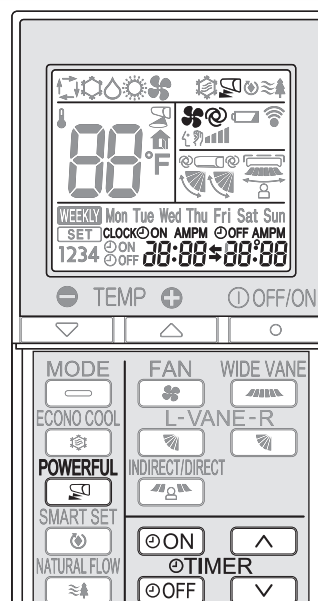 88°F
WEEKLY Mon Tue Wed Thu Fri Sat Sun
SET CLOCK ON AMPM OFF AMPM
1234 ON OFF 88:88 88:88
TEMP OFF/ON
MODE FAN WIDE VANE
ECONO COOL L-VANE-R
POWERFUL INDIRECT/DIRECT
SMART SET
ON
NATURAL FLOW TIMER
OFF